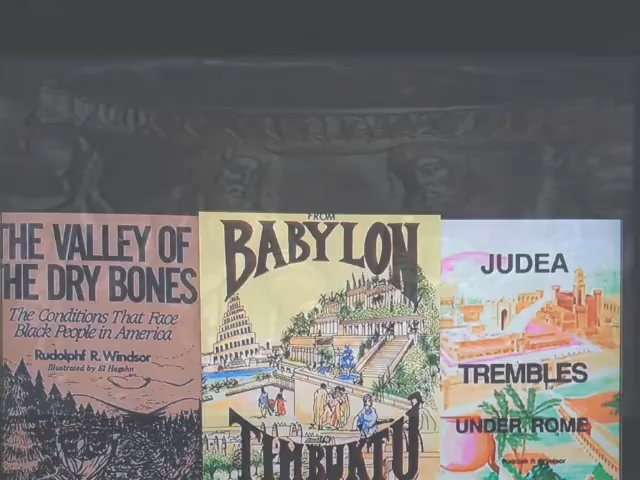 THE VALLEY OF
THE DRY BONES
The Conditions That Face
Black People in America
Rudolph R. Windsor
Illustrated by El Hagahn
FROM
BABYLON
TIMBUKTU
JUDEA
TREMBLES
UNDER ROME